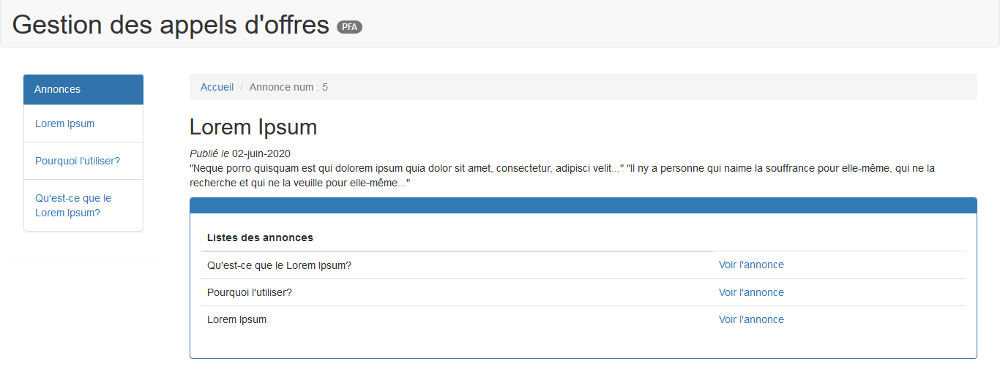 Gestion des appels d'offres PFA
Annonces
Lorem Ipsum
Pourquoi l'utiliser?
Qu'est-ce que le
Lorem Ipsum?
Accueil / Annonce num : 5
Lorem Ipsum
Publié le 02-juin-2020
"Neque porro quisquam est qui dolorem ipsum quia dolor sit amet, consectetur, adipisci velit..." "Il ny a personne qui naime la souffrance pour elle-même, qui ne la
recherche et qui ne la veuille pour elle-même..."
Listes des annonces
Qu'est-ce que le Lorem Ipsum? Voir l'annonce
Pourquoi l'utiliser? Voir l'annonce
Lorem Ipsum Voir l'annonce